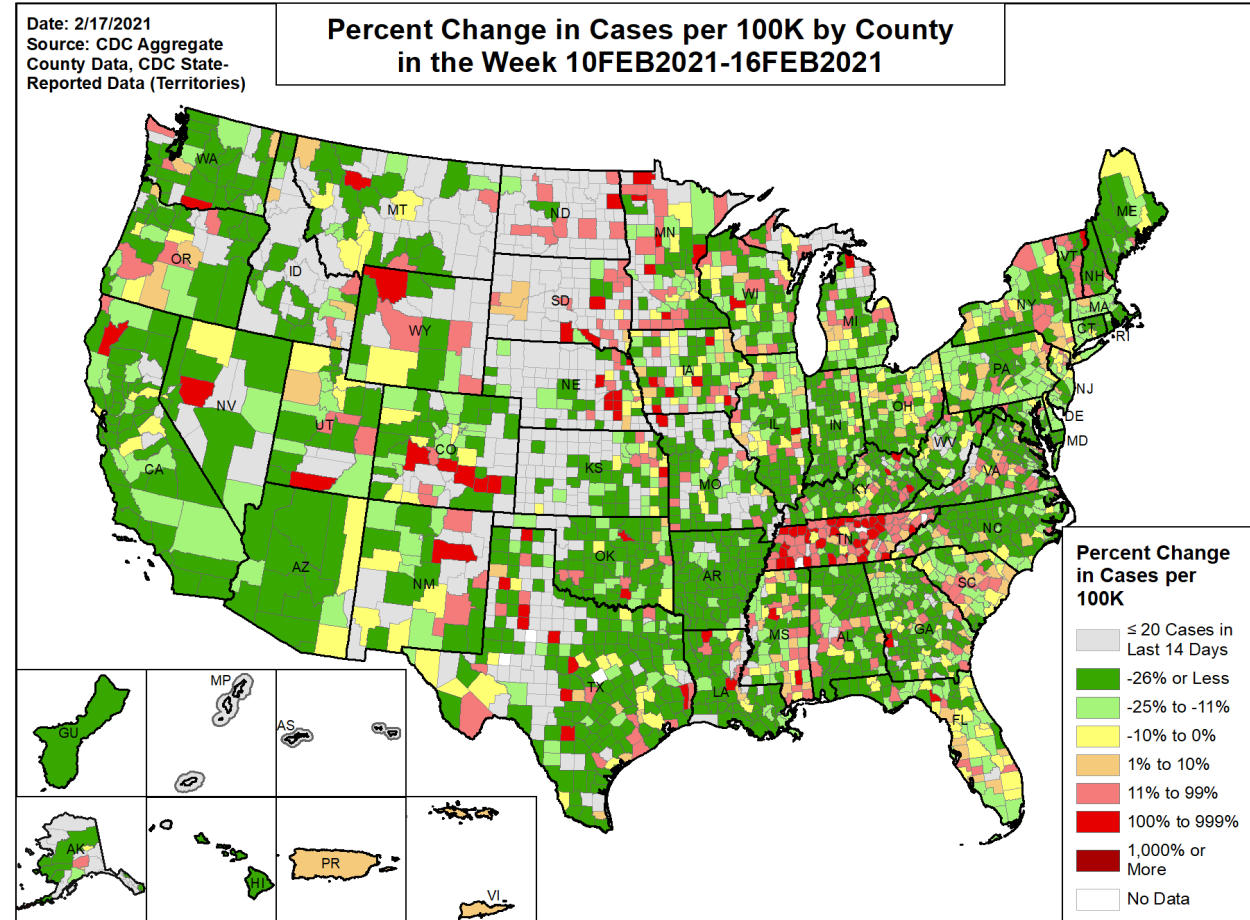 Date: 2/17/2021
Source: CDC Aggregate
County Data, CDC State-
Reported Data (Territories)
Percent Change in Cases per 100K by County
in the Week 10FEB2021-16FEB2021
WA
MT
ND
MN
ME
OR
ID
SD
WI
VT
NH
NY
MA
WY
MI
CT
RI
NE
IA
PA
NJ
NV
UT
CO
IL
IN
OH
DE
MD
CA
KS
MO
WV
VA
KY
AZ
NM
OK
AR
TN
NC
SC
MS
AL
GA
TX
LA
FL
GU
MP
AS
AK
HI
PR
VI
Percent Change
in Cases per
100K
≤ 20 Cases in
Last 14 Days
-26% or Less
-25% to -11%
-10% to 0%
1% to 10%
11% to 99%
100% to 999%
1,000% or
More
No Data